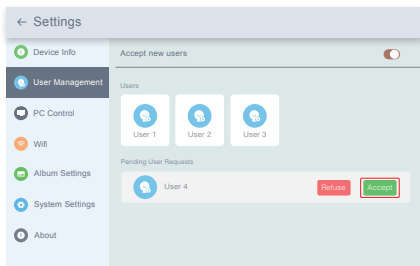 ← Settings
Device Info
User Management
PC Control
Wifi
Album Settings
System Settings
About
Accept new users
Users
User 1
User 2
User 3
Pending User Requests
User 4
Refuse
Accept